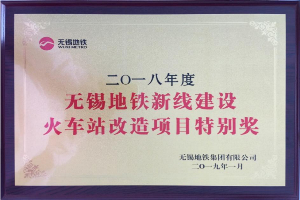 无锡地铁
WUXI METRO
二〇一八年度
无锡地铁新线建设
火车站改造项目特别奖
无锡地铁集团有限公司
二〇一九年一月